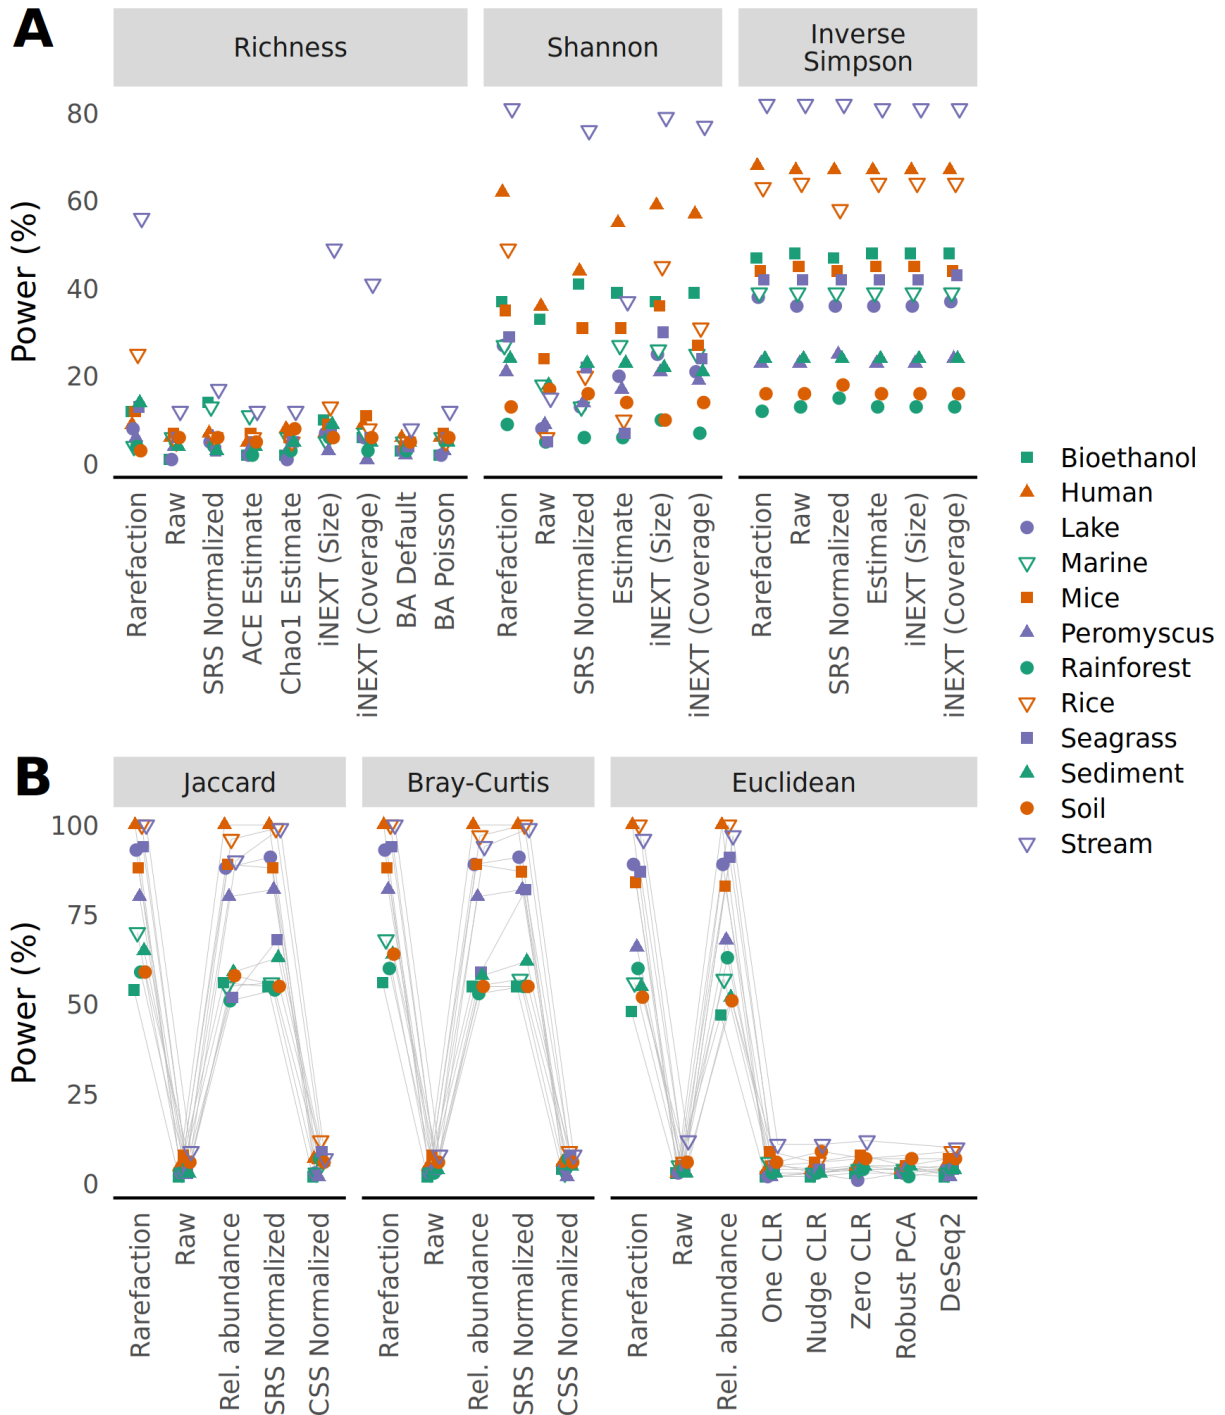 A
Richness
Shannon
Inverse
Simpson
Power (%)
80
60
40
20
0
Rarefaction
Raw
SRS Normalized
ACE Estimate
Chao1 Estimate
iNEXT (Size)
iNEXT (Coverage)
BA Default
BA Poisson
Rarefaction
Raw
SRS Normalized
Estimate
iNEXT (Size)
iNEXT (Coverage)
Rarefaction
Raw
SRS Normalized
Estimate
iNEXT (Size)
iNEXT (Coverage)
Bioethanol
Human
Lake
Marine
Mice
Peromyscus
Rainforest
Rice
Seagrass
Sediment
Soil
Stream
B
Jaccard
Bray-Curtis
Euclidean
Power (%)
100
75
50
25
0
Rarefaction
Raw
Rel. abundance
SRS Normalized
CSS Normalized
Rarefaction
Raw
Rel. abundance
SRS Normalized
CSS Normalized
Rarefaction
Raw
Rel. abundance
One CLR
Nudge CLR
Zero CLR
Robust PCA
DeSeq2